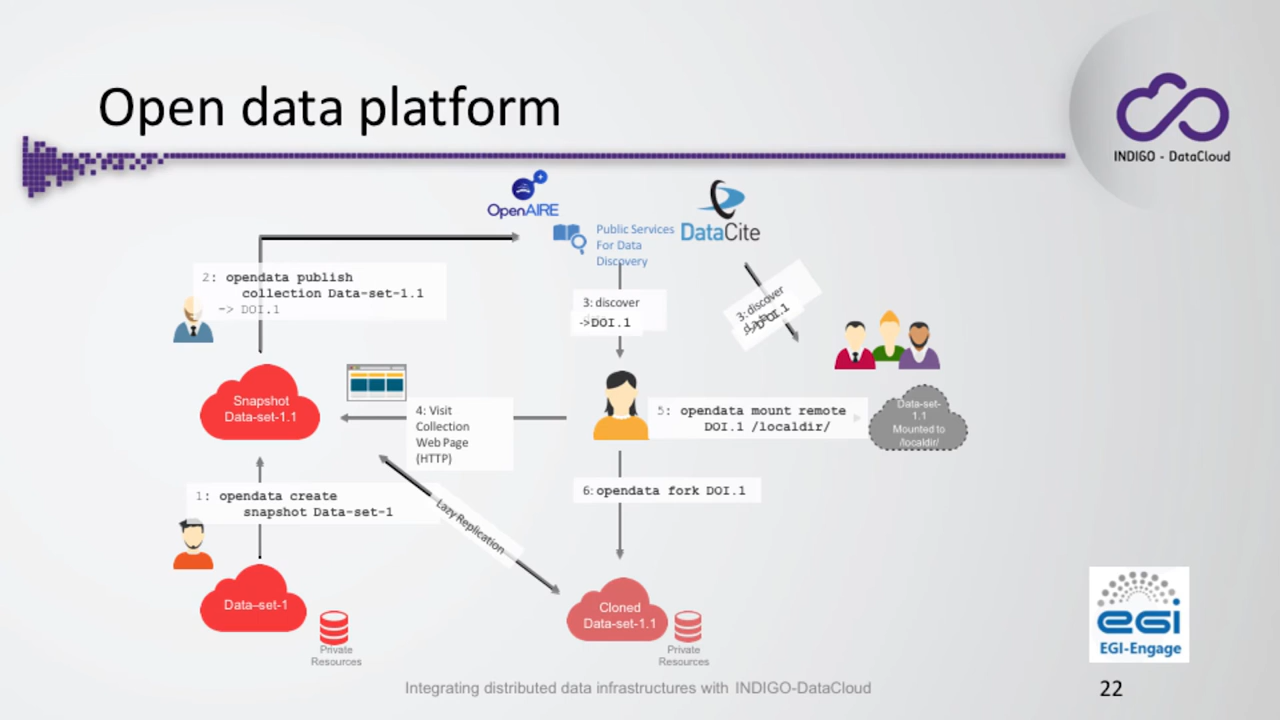 Open data platform
INDIGO - DataCloud
OpenAIRE
Public Services
For Data
Discovery
DataCite
2: opendata publish
collection Data-set-1.1
-> DOI.1
3: discover
->DOI.1
3: discover
DOI.1
Snapshot
Data-set-1.1
4: Visit
Collection
Web Page
(HTTP)
5: opendata mount remote
DOI.1 /localdir/
Data-set-
1.1
Mounted to
/localdir/
1: opendata create
snapshot Data-set-1
Lazy Replication
6: opendata fork DOI.1
Data–set-1
Private
Resources
Cloned
Data-set-1.1
Private
Resources
egi
EGI-Engage
Integrating distributed data infrastructures with INDIGO-DataCloud
22